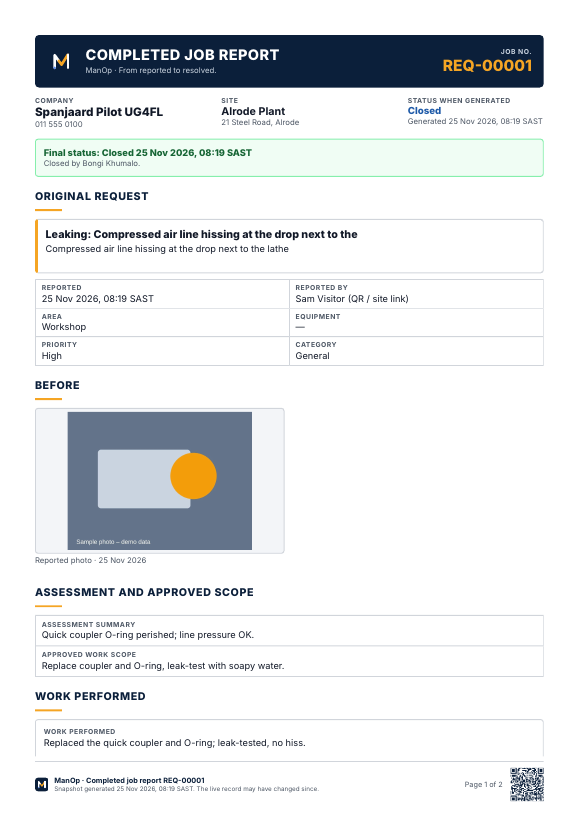 COMPLETED JOB REPORT
ManOp · From reported to resolved.
JOB NO.
REQ-00001
COMPANY
Spanjaard Pilot UG4FL
011 555 0100
SITE
Alrode Plant
21 Steel Road, Alrode
STATUS WHEN GENERATED
Closed
Generated 25 Nov 2026, 08:19 SAST
Final status: Closed 25 Nov 2026, 08:19 SAST
Closed by Bongi Khumalo.
ORIGINAL REQUEST
Leaking: Compressed air line hissing at the drop next to the
Compressed air line hissing at the drop next to the lathe
REPORTED
25 Nov 2026, 08:19 SAST
REPORTED BY
Sam Visitor (QR / site link)
AREA
Workshop
EQUIPMENT
—
PRIORITY
High
CATEGORY
General
BEFORE
Sample photo – demo data
Reported photo · 25 Nov 2026
ASSESSMENT AND APPROVED SCOPE
ASSESSMENT SUMMARY
Quick coupler O-ring perished; line pressure OK.
APPROVED WORK SCOPE
Replace coupler and O-ring, leak-test with soapy water.
WORK PERFORMED
WORK PERFORMED
Replaced the quick coupler and O-ring; leak-tested, no hiss.
ManOp · Completed job report REQ-00001
Snapshot generated 25 Nov 2026, 08:19 SAST. The live record may have changed since.
Page 1 of 2